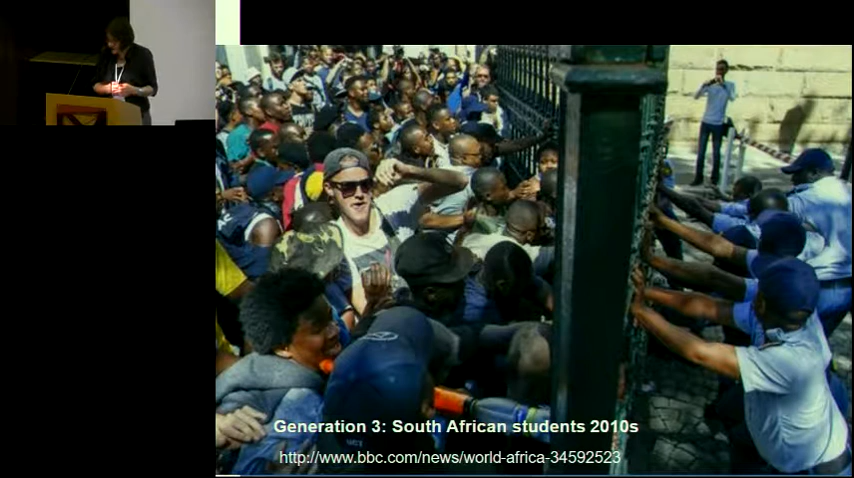 Generation 3: South African students 2010s
http://www.bbc.com/news/world-africa-34592523